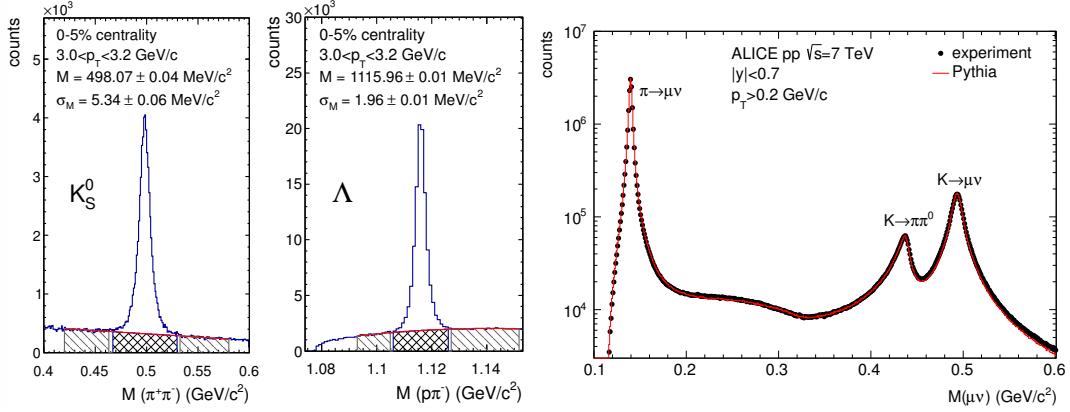 counts
×10³
0-5% centrality
3.0<p_T<3.2 GeV/c
M = 498.07 ± 0.04 MeV/c²
σ_M = 5.34 ± 0.06 MeV/c²
K⁰_S
5
4
3
2
1
0
0.4 0.45 0.5 0.55 0.6
M (π⁺π⁻) (GeV/c²)
counts
×10³
0-5% centrality
3.0<p_T<3.2 GeV/c
M = 1115.96 ± 0.01 MeV/c²
σ_M = 1.96 ± 0.01 MeV/c²
Λ
30
25
20
15
10
5
0
1.08 1.1 1.12 1.14
M (pπ⁻) (GeV/c²)
counts
ALICE pp √s=7 TeV
|y|<0.7
p_T>0.2 GeV/c
experiment
Pythia
π→μν
K→ππ⁰
K→μν
10⁶
10⁵
10⁴
0.1 0.2 0.3 0.4 0.5 0.6
M(μν) (GeV/c²)